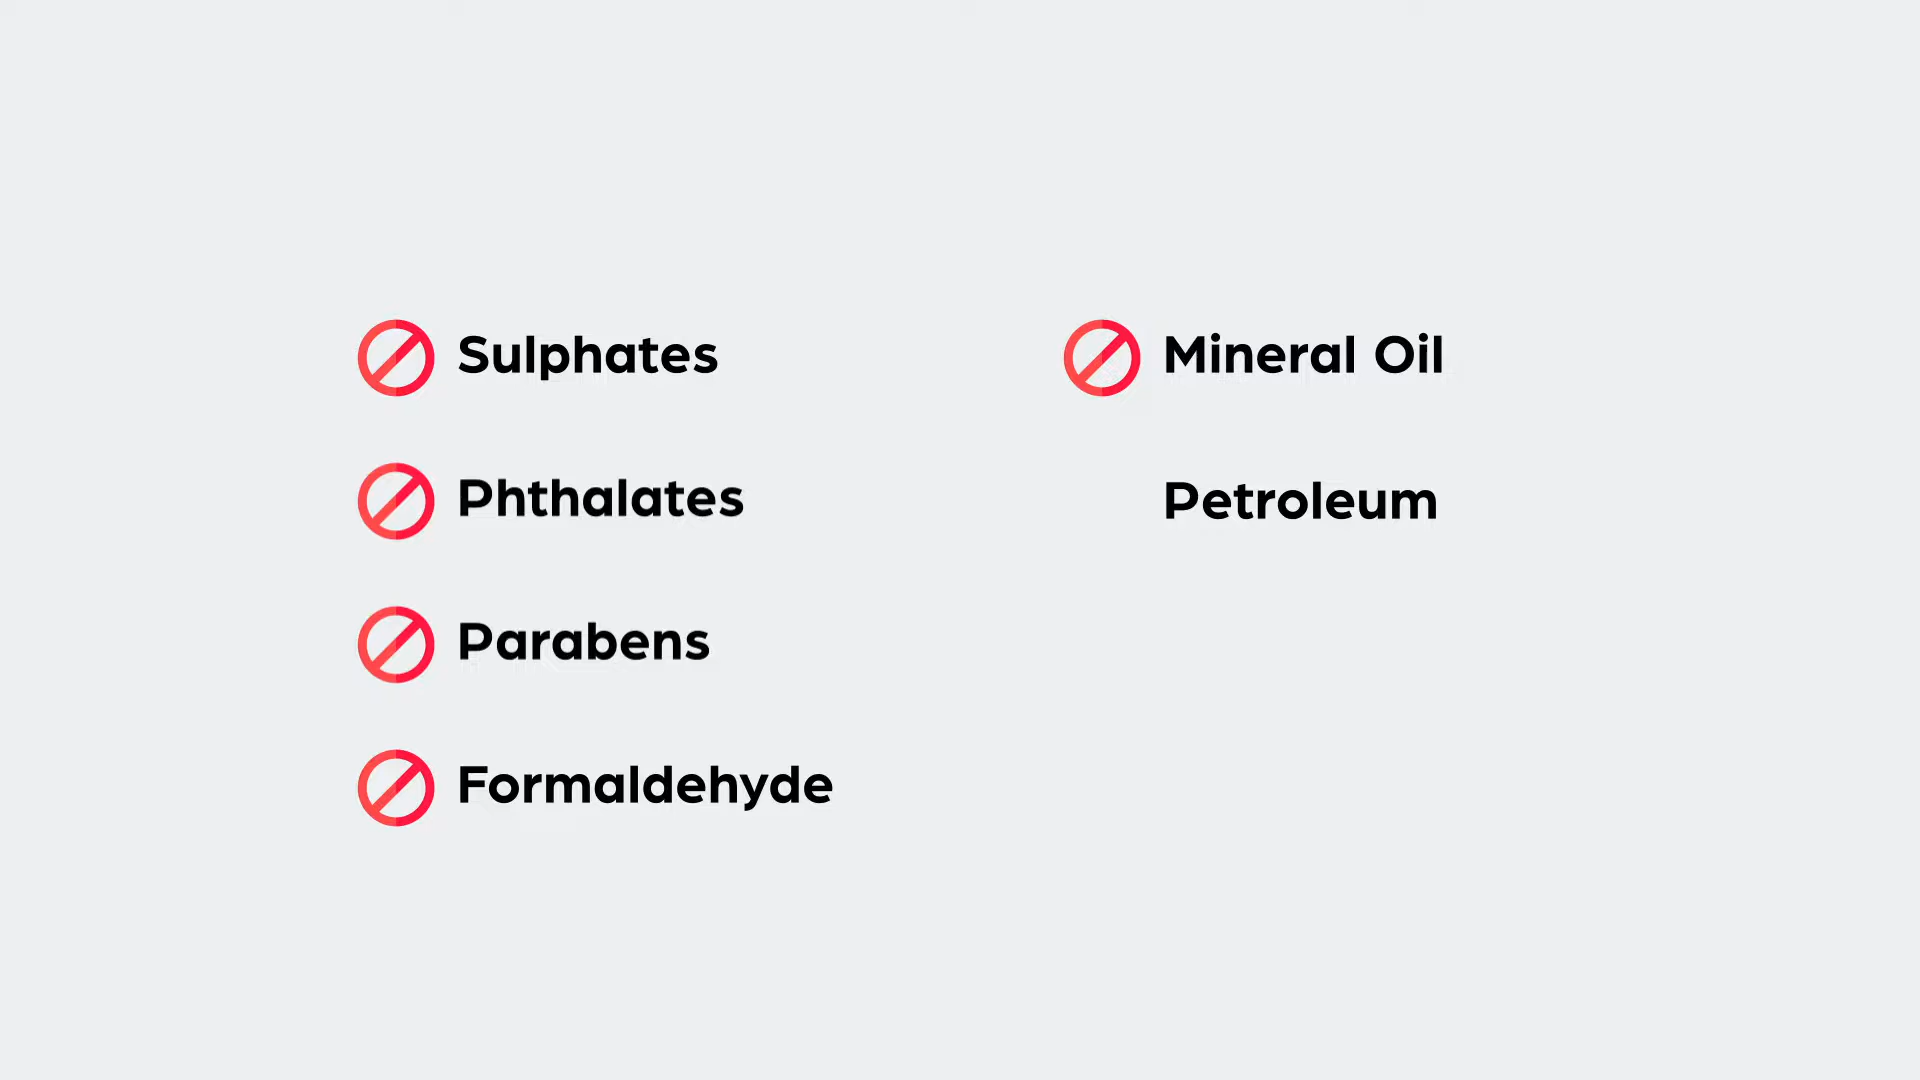 Sulphates
Phthalates
Parabens
Formaldehyde
Mineral Oil
Petroleum